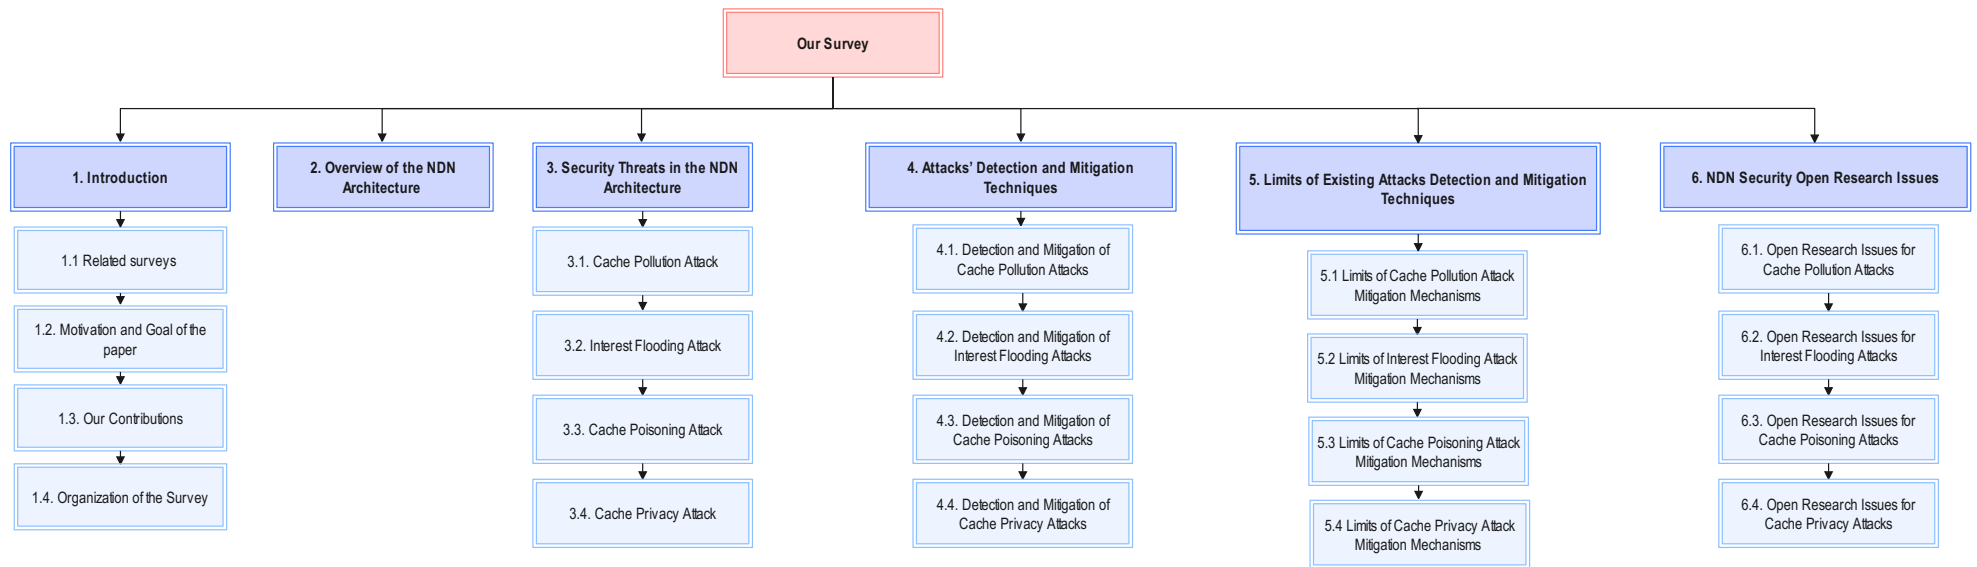 Our Survey
1. Introduction
1.1 Related surveys
1.2. Motivation and Goal of the
paper
1.3. Our Contributions
1.4. Organization of the Survey
2. Overview of the NDN
Architecture
3. Security Threats in the NDN
Architecture
3.1. Cache Pollution Attack
3.2. Interest Flooding Attack
3.3. Cache Poisoning Attack
3.4. Cache Privacy Attack
4. Attacks’ Detection and Mitigation
Techniques
4.1. Detection and Mitigation of
Cache Pollution Attacks
4.2. Detection and Mitigation of
Interest Flooding Attacks
4.3. Detection and Mitigation of
Cache Poisoning Attacks
4.4. Detection and Mitigation of
Cache Privacy Attacks
5. Limits of Existing Attacks Detection and Mitigation
Techniques
5.1 Limits of Cache Pollution Attack
Mitigation Mechanisms
5.2 Limits of Interest Flooding Attack
Mitigation Mechanisms
5.3 Limits of Cache Poisoning Attack
Mitigation Mechanisms
5.4 Limits of Cache Privacy Attack
Mitigation Mechanisms
6. NDN Security Open Research Issues
6.1. Open Research Issues for
Cache Pollution Attacks
6.2. Open Research Issues for
Interest Flooding Attacks
6.3. Open Research Issues for
Cache Poisoning Attacks
6.4. Open Research Issues for
Cache Privacy Attacks